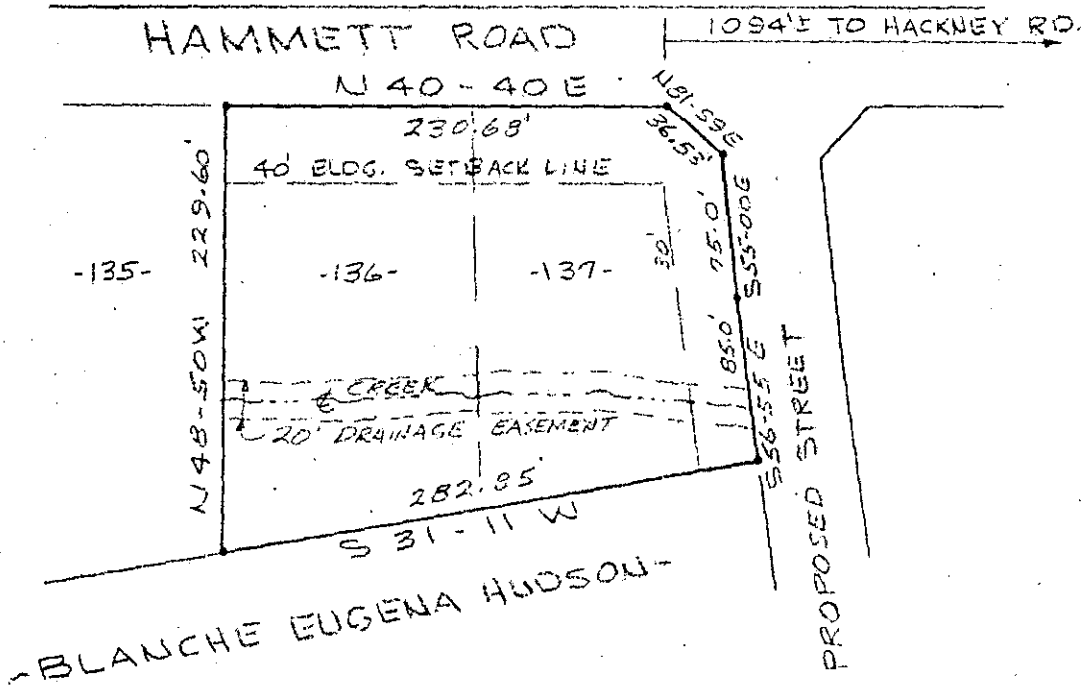 HAMMETT ROAD
1094'± TO HACKNEY RD.
N 40-40 E
N81-59E
36.53'
230.68'
40' BLDG. SETBACK LINE
N 48-50W 229.60'
-135-
-136-
-137-
30'
75.0'
S55-00E
85.0'
S56-55 E
PROPOSED STREET
CREEK
20' DRAINAGE EASEMENT
282.85'
S 31-11 W
-BLANCHE EUGENA HUDSON-